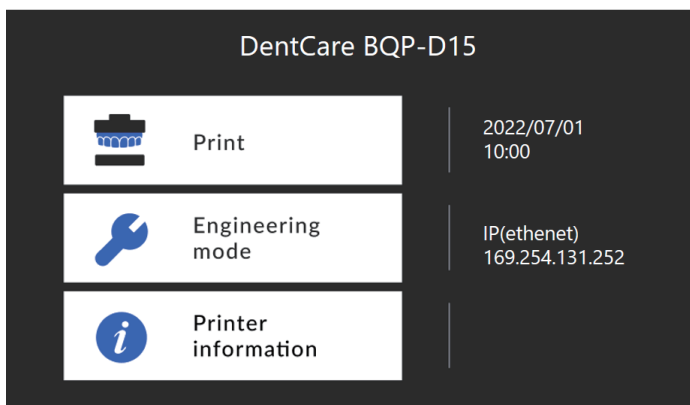 DentCare BQP-D15
Print
2022/07/01
10:00
Engineering
mode
IP(ethenet)
169.254.131.252
Printer
information